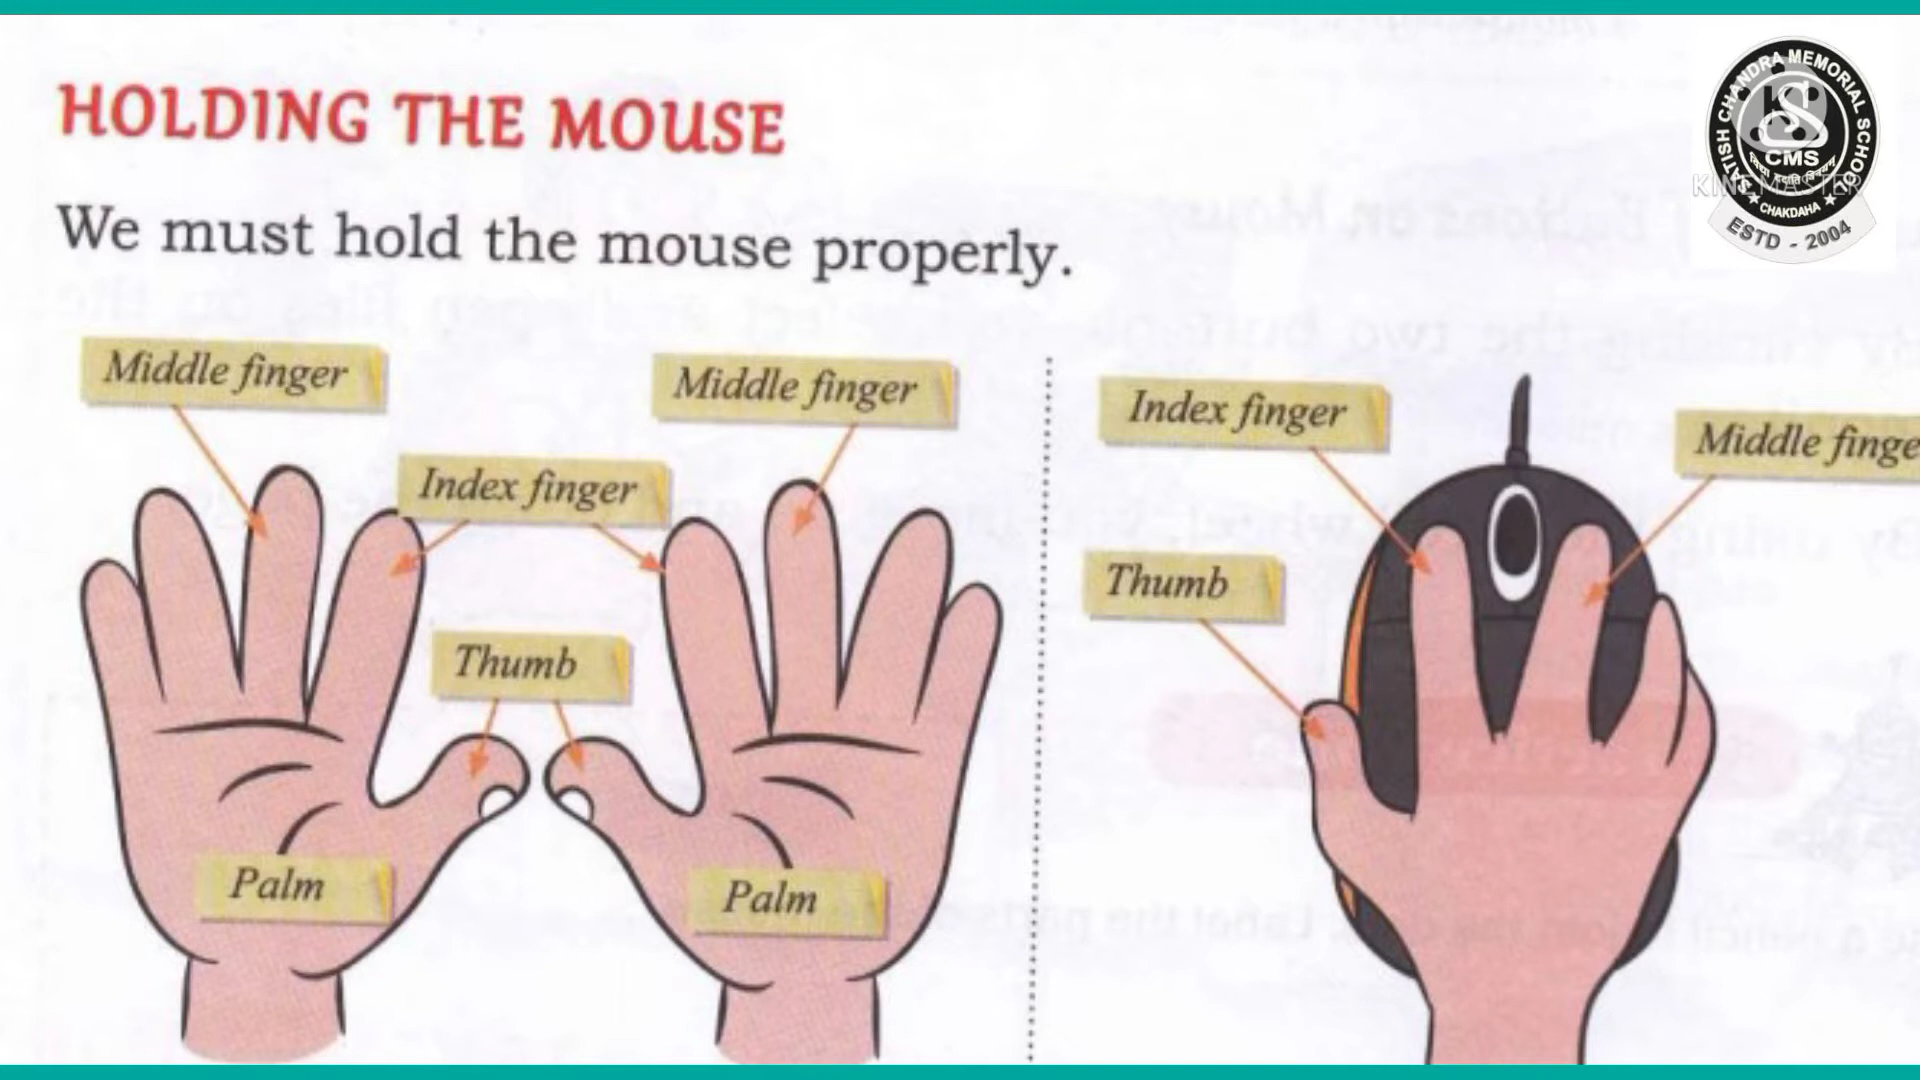 HOLDING THE MOUSE
We must hold the mouse properly.
Middle finger
Middle finger
Index finger
Thumb
Palm
Palm
Index finger
Middle finge
Thumb
SATISH CHANDRA MEMORIAL SCHOOL
CMS
CHAKDAHA
ESTD - 2004
KINEMASTER